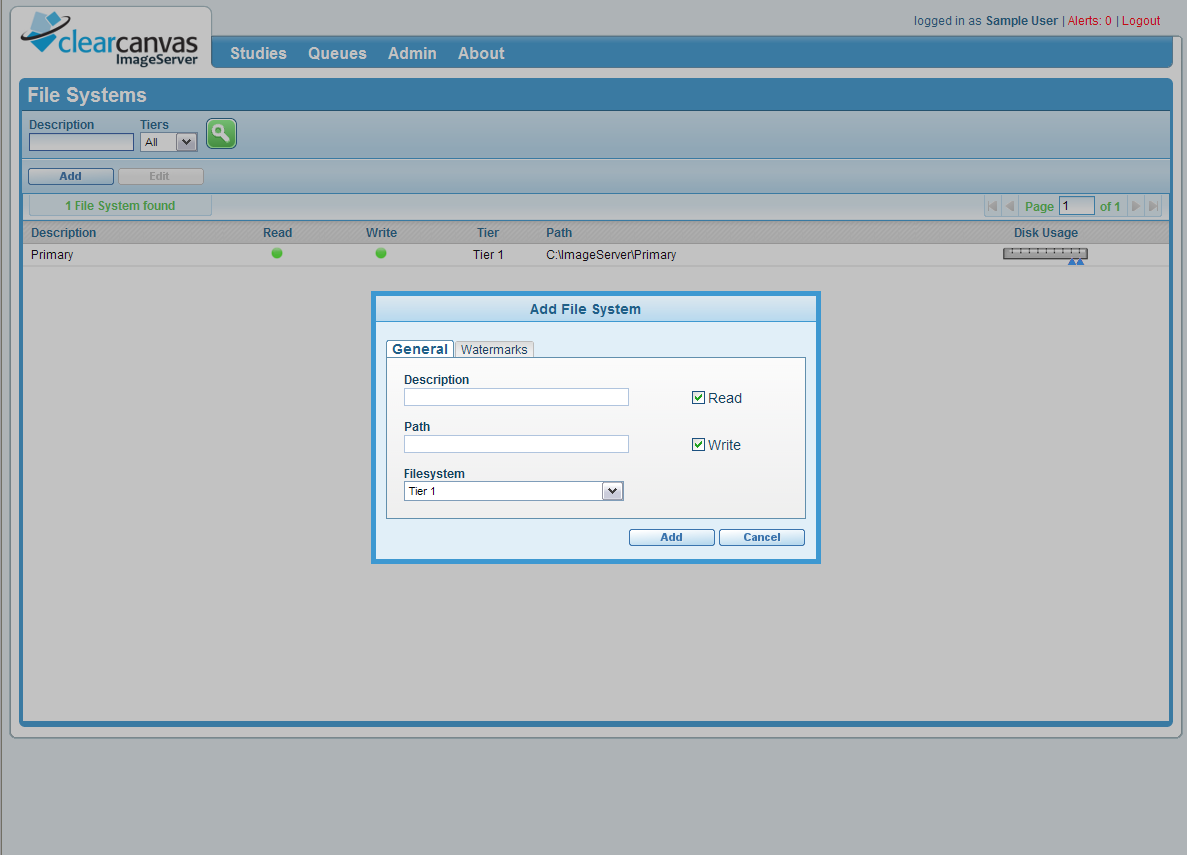 clearcanvas
ImageServer
logged in as Sample User | Alerts: 0 | Logout
Studies Queues Admin About
File Systems
Description Tiers
All
Add Edit
1 File System found
Page 1 of 1
Description Read Write Tier Path Disk Usage
Primary Tier 1 C:\ImageServer\Primary
Add File System
General Watermarks
Description
Read
Path
Write
Filesystem
Tier 1
Add Cancel